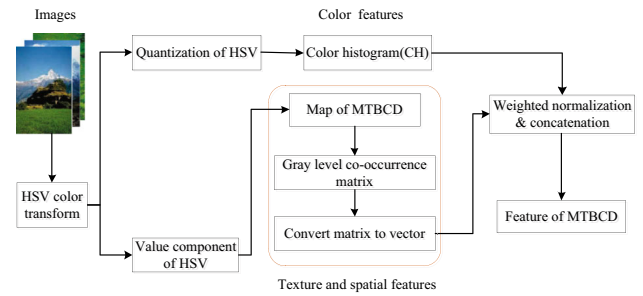 Images
Color features
Quantization of HSV
Color histogram(CH)
Map of MTBCD
Weighted normalization
& concatenation
Gray level co-occurrence
matrix
HSV color
transform
Feature of MTBCD
Convert matrix to vector
Value component
of HSV
Texture and spatial features